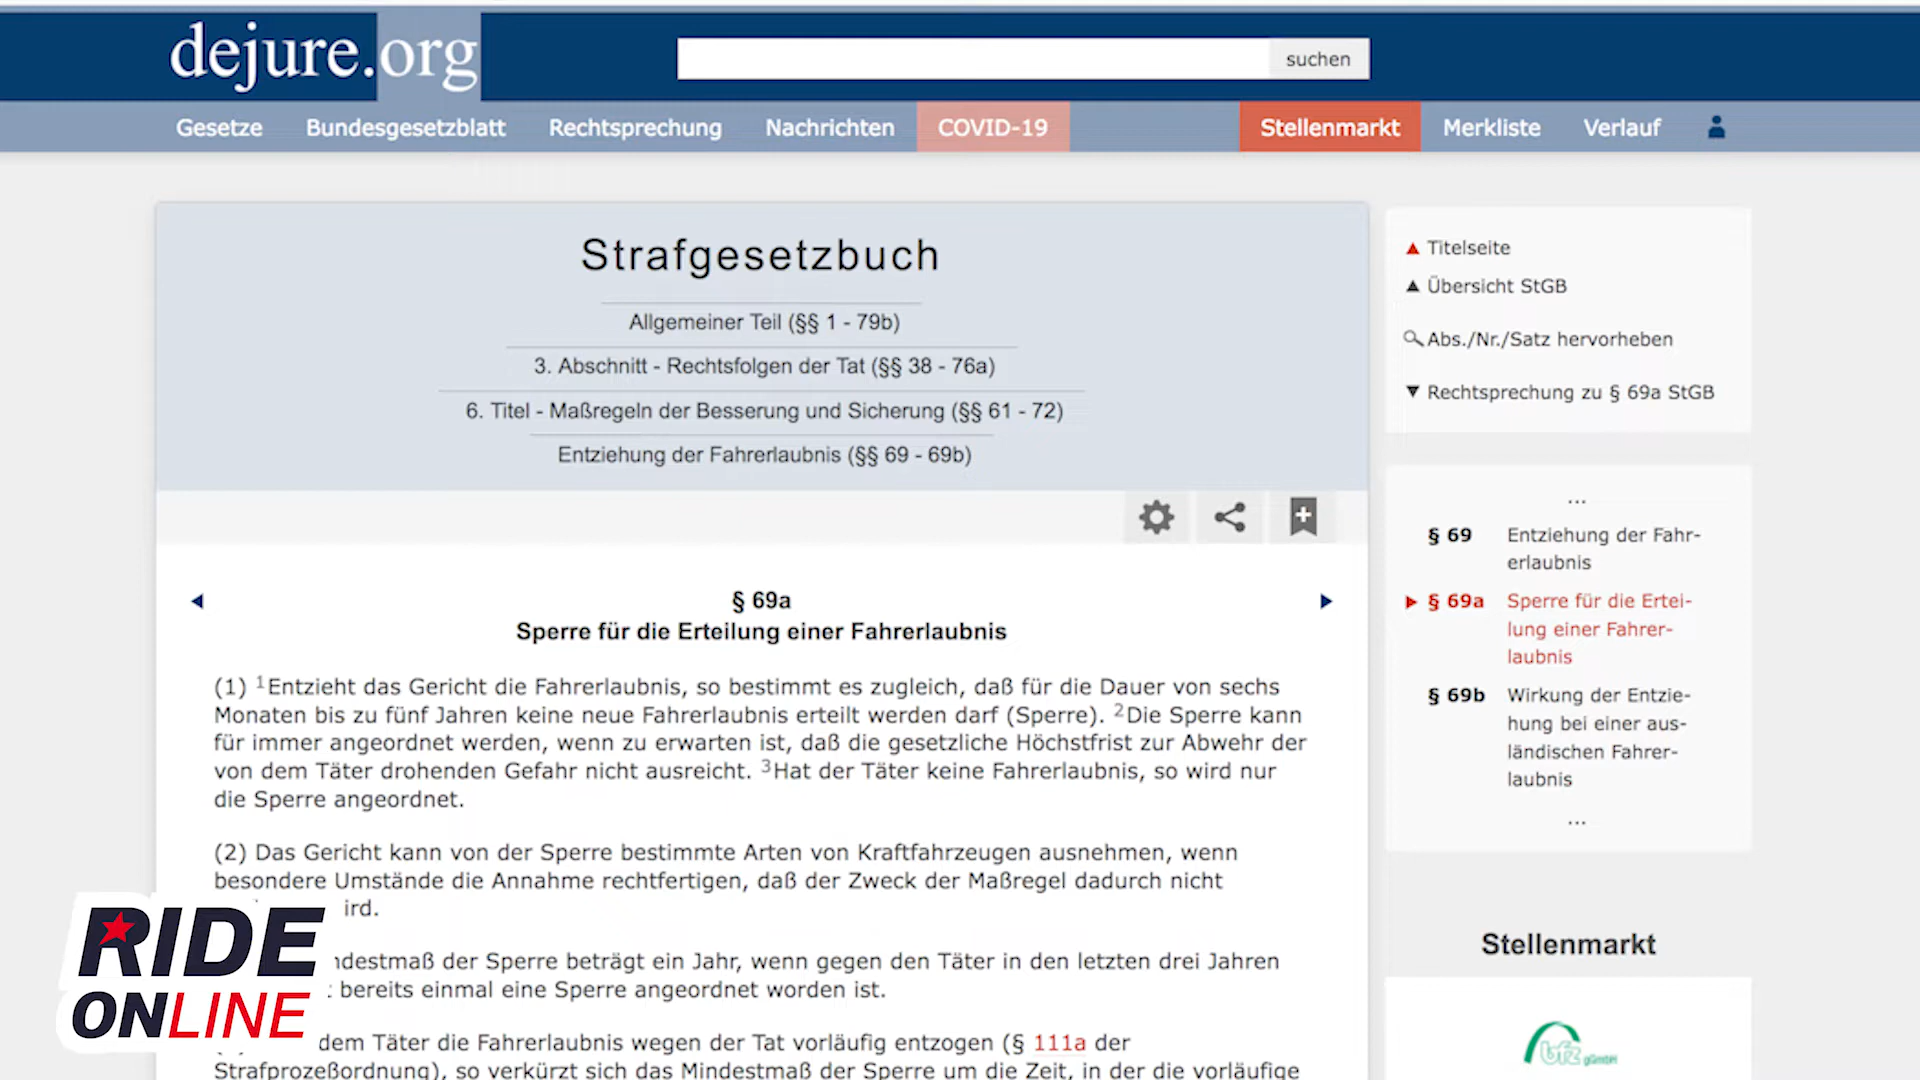 dejure.org
suchen
Gesetze Bundesgesetzblatt Rechtsprechung Nachrichten COVID-19 Stellenmarkt Merkliste Verlauf
Strafgesetzbuch
Allgemeiner Teil (§§ 1 - 79b)
3. Abschnitt - Rechtsfolgen der Tat (§§ 38 - 76a)
6. Titel - Maßregeln der Besserung und Sicherung (§§ 61 - 72)
Entziehung der Fahrerlaubnis (§§ 69 - 69b)
§ 69a
Sperre für die Erteilung einer Fahrerlaubnis
(1) 1Entzieht das Gericht die Fahrerlaubnis, so bestimmt es zugleich, daß für die Dauer von sechs
Monaten bis zu fünf Jahren keine neue Fahrerlaubnis erteilt werden darf (Sperre). 2Die Sperre kann
für immer angeordnet werden, wenn zu erwarten ist, daß die gesetzliche Höchstfrist zur Abwehr der
von dem Täter drohenden Gefahr nicht ausreicht. 3Hat der Täter keine Fahrerlaubnis, so wird nur
die Sperre angeordnet.
(2) Das Gericht kann von der Sperre bestimmte Arten von Kraftfahrzeugen ausnehmen, wenn
besondere Umstände die Annahme rechtfertigen, daß der Zweck der Maßregel dadurch nicht
ird.
ndestmaß der Sperre beträgt ein Jahr, wenn gegen den Täter in den letzten drei Jahren
bereits einmal eine Sperre angeordnet worden ist.
dem Täter die Fahrerlaubnis wegen der Tat vorläufig entzogen (§ 111a der
Strafprozeßordnung), so verkürzt sich das Mindestmaß der Sperre um die Zeit, in der die vorläufige
RIDE
ONLINE
Titelseite
Übersicht StGB
Abs./Nr./Satz hervorheben
Rechtsprechung zu § 69a StGB
...
§ 69 Entziehung der Fahr-
erlaubnis
§ 69a Sperre für die Ertei-
lung einer Fahrer-
laubnis
§ 69b Wirkung der Entzie-
hung bei einer aus-
ländischen Fahrer-
laubnis
...
Stellenmarkt
bfz gGmbH